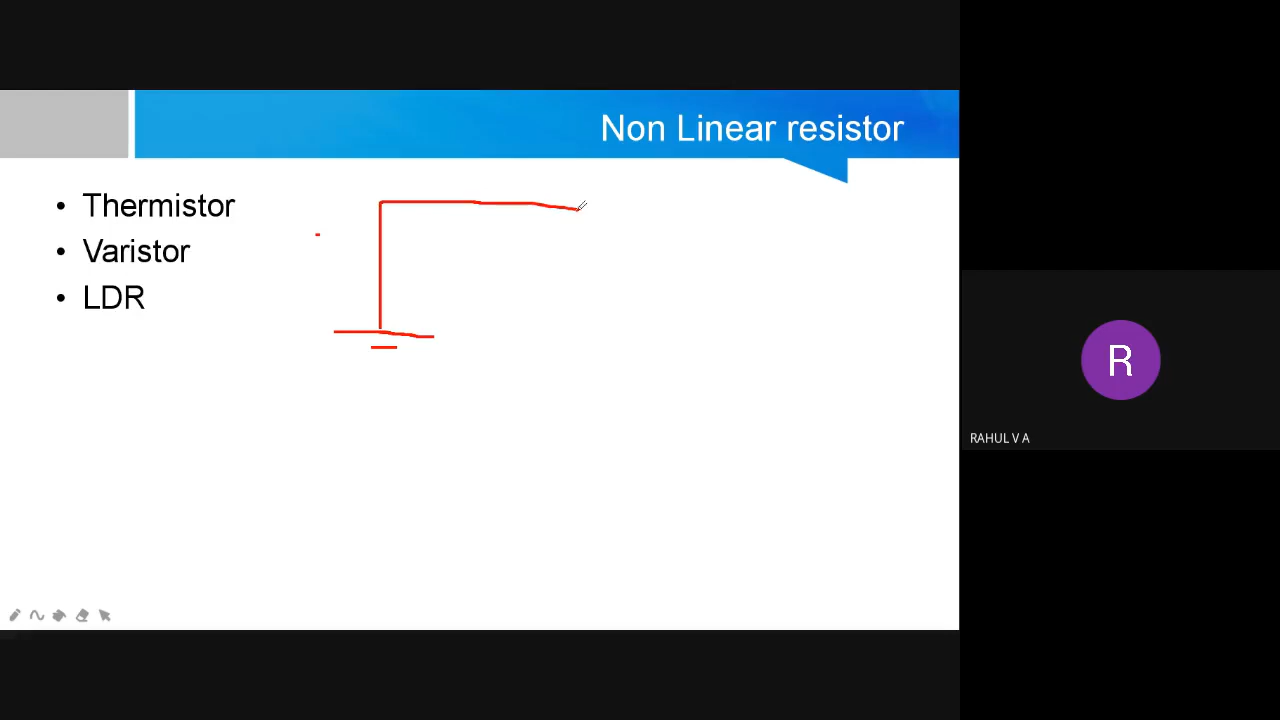 Non Linear resistor
• Thermistor
• Varistor
• LDR
R
RAHUL V A